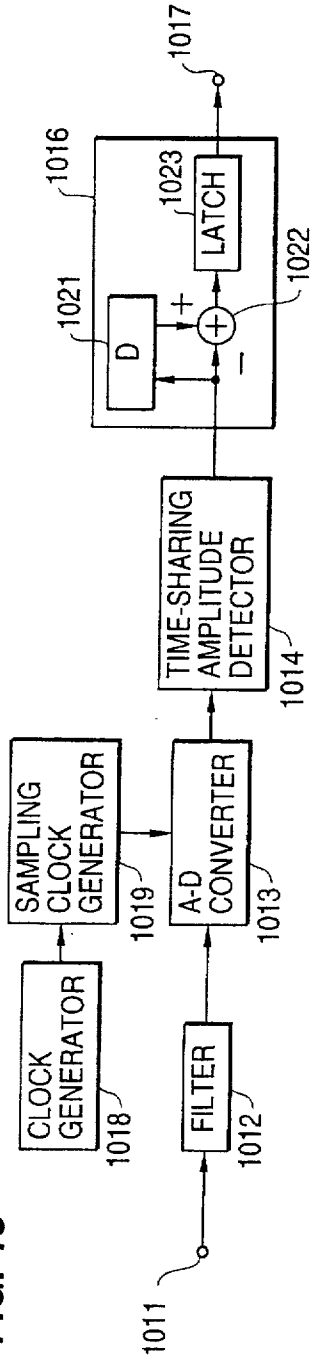 1011
FILTER
1012
CLOCK
GENERATOR
1018
SAMPLING
CLOCK
GENERATOR
1019
A-D
CONVERTER
1013
TIME-SHARING
AMPLITUDE
DETECTOR
1014
1016
1021
D
+
+
−
1022
LATCH
1023
1017